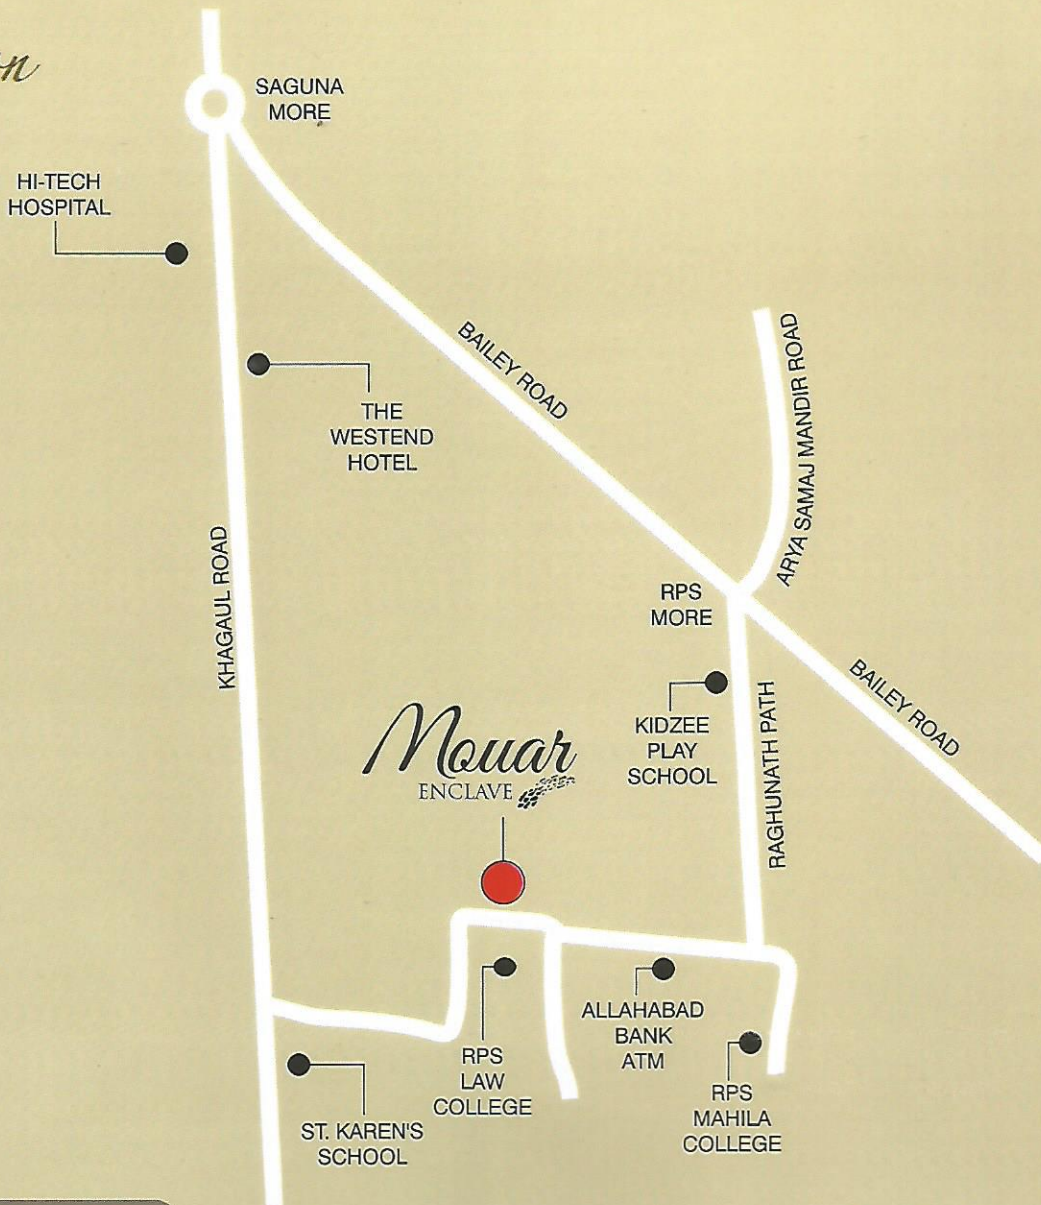 SAGUNA
MORE
HI-TECH
HOSPITAL
BAILEY ROAD
ARYA SAMAJ MANDIR ROAD
THE
WESTEND
HOTEL
KHAGAUL ROAD
RPS
MORE
BAILEY ROAD
RAGHUNATH PATH
KIDZEE
PLAY
SCHOOL
Mouar
ENCLAVE
ALLAHABAD
BANK
ATM
RPS
LAW
COLLEGE
RPS
MAHILA
COLLEGE
ST. KAREN'S
SCHOOL